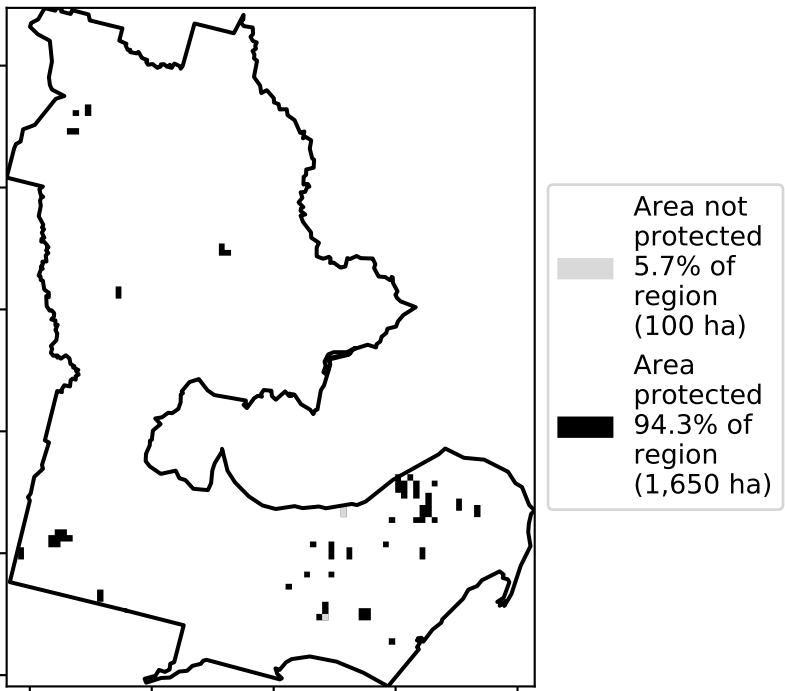 Area not
protected
5.7% of
region
(100 ha)
Area
protected
94.3% of
region
(1,650 ha)